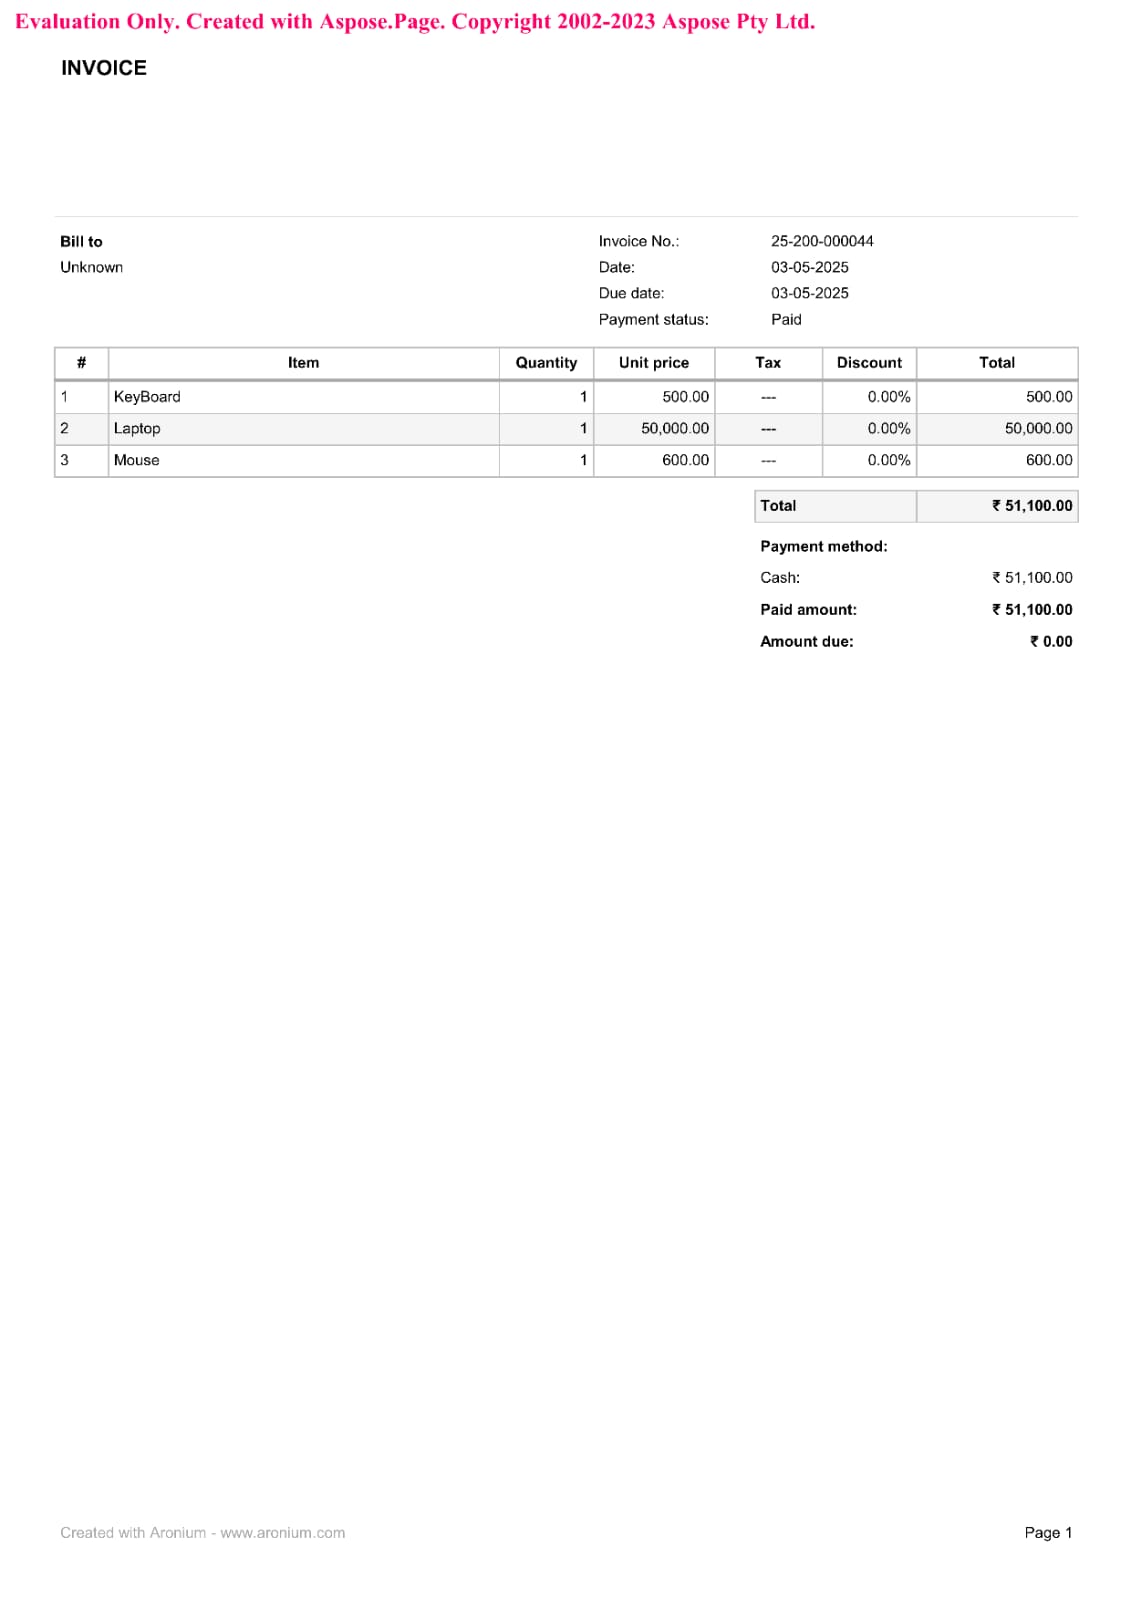 Evaluation Only. Created with Aspose.Page. Copyright 2002-2023 Aspose Pty Ltd.
INVOICE
Bill to
Unknown
Invoice No.: 25-200-000044
Date: 03-05-2025
Due date: 03-05-2025
Payment status: Paid
# Item Quantity Unit price Tax Discount Total
1 KeyBoard 1 500.00 --- 0.00% 500.00
2 Laptop 1 50,000.00 --- 0.00% 50,000.00
3 Mouse 1 600.00 --- 0.00% 600.00
Total ₹ 51,100.00
Payment method:
Cash: ₹ 51,100.00
Paid amount: ₹ 51,100.00
Amount due: ₹ 0.00
Created with Aronium - www.aronium.com Page 1